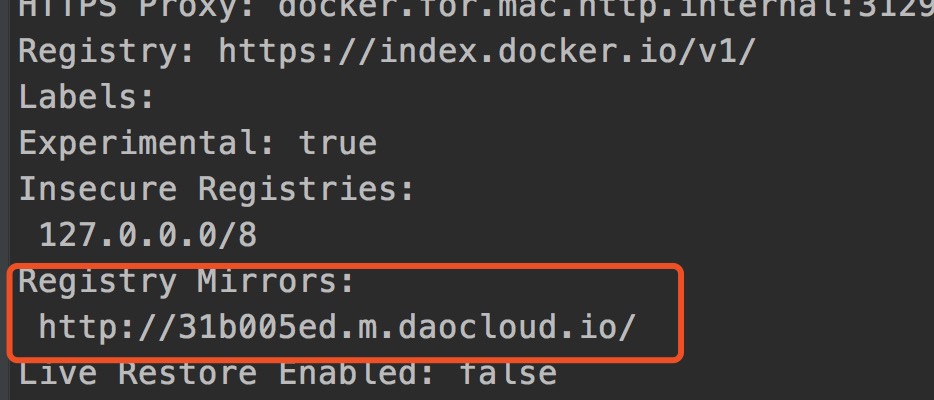 HTTPS Proxy: docker.for.mac.http.internal:3129
Registry: https://index.docker.io/v1/
Labels:
Experimental: true
Insecure Registries:
127.0.0.0/8
Registry Mirrors:
http://31b005ed.m.daocloud.io/
Live Restore Enabled: false